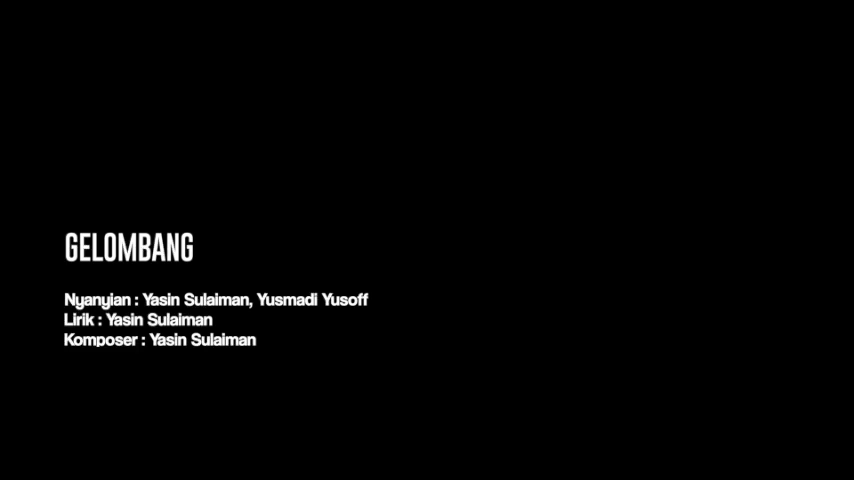 GELOMBANG
Nyanyian : Yasin Sulaiman, Yusmadi Yusoff
Lirik : Yasin Sulaiman
Komposer : Yasin Sulaiman